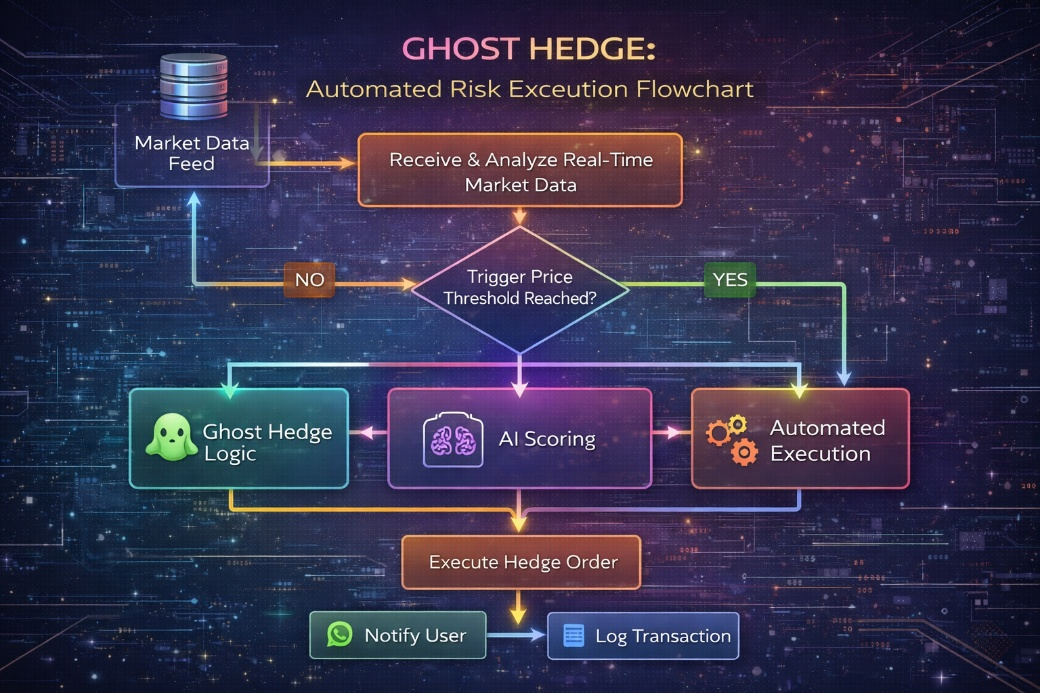 GHOST HEDGE:
Automated Risk Exceution Flowchart
Market Data
Feed
Receive & Analyze Real-Time
Market Data
Trigger Price
Threshold Reached?
NO
YES
Ghost Hedge
Logic
AI Scoring
Automated
Execution
Execute Hedge Order
Notify User
Log Transaction